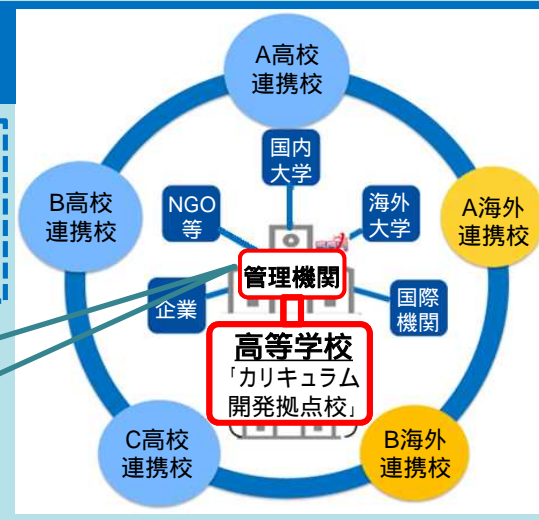 A高校
連携校
国内
大学
B高校
連携校
NGO
等
海外
大学
A海外
連携校
管理機関
企業
国際
機関
高等学校
「カリキュラム
開発拠点校」
C高校
連携校
B海外
連携校